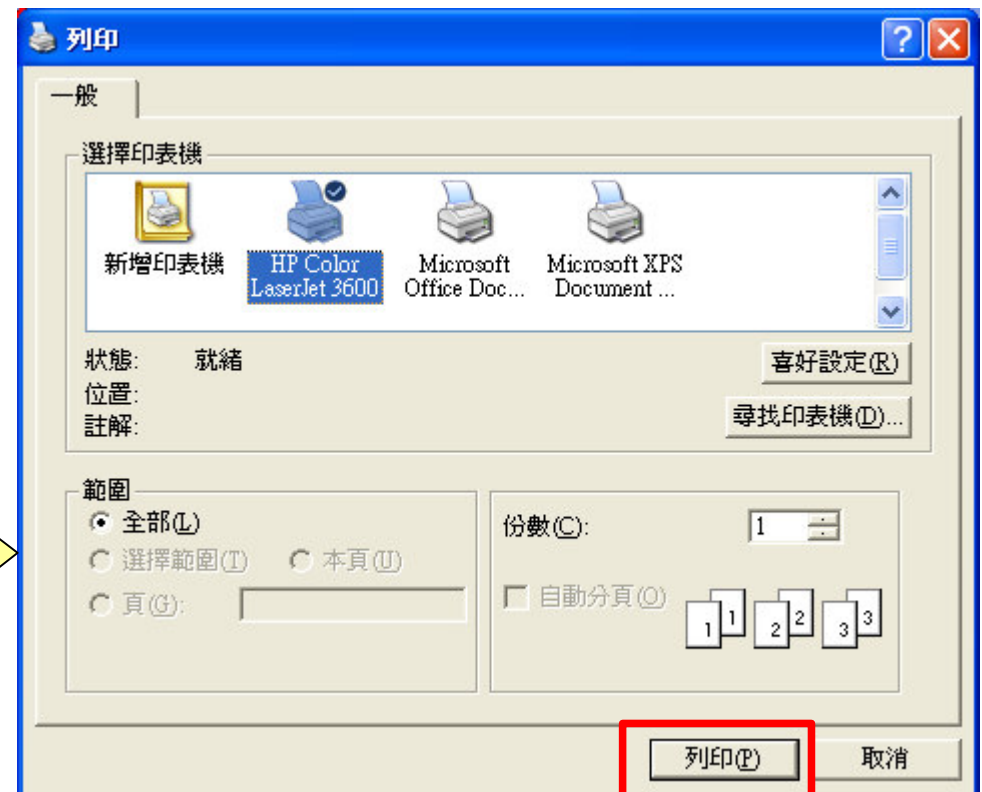 列印
一般
選擇印表機
新增印表機
HP Color
LaserJet 3600
Microsoft
Office Doc...
Microsoft XPS
Document ...
狀態: 就緒
喜好設定(R)
位置:
尋找印表機(D)...
註解:
範圍
全部(L)
選擇範圍(T) 本頁(U)
頁(G):
份數(C): 1
自動分頁(O)
1 1 2 2 3 3
列印(P) 取消